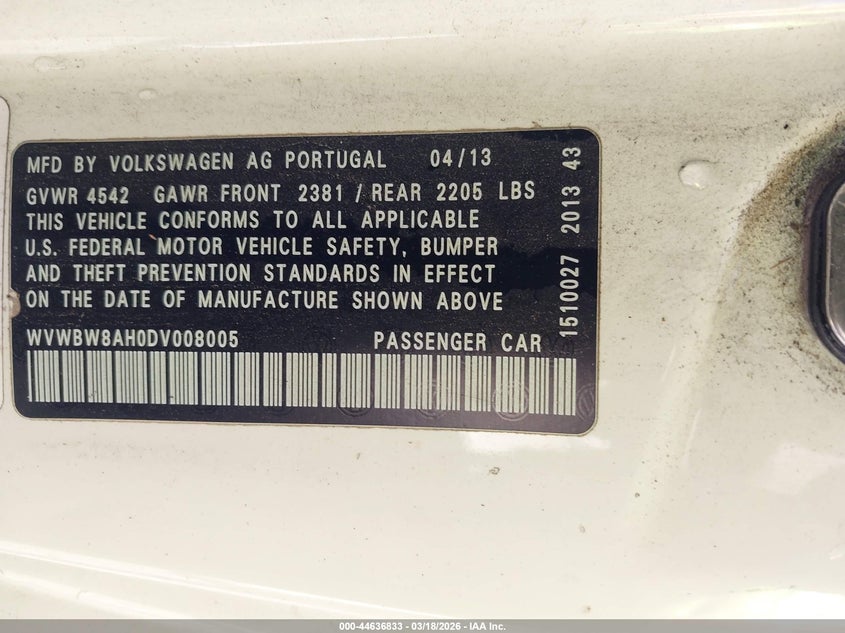 MFD BY VOLKSWAGEN AG PORTUGAL 04/13
GVWR 4542 GAWR FRONT 2381 / REAR 2205 LBS
THIS VEHICLE CONFORMS TO ALL APPLICABLE
U.S. FEDERAL MOTOR VEHICLE SAFETY, BUMPER
AND THEFT PREVENTION STANDARDS IN EFFECT
ON THE DATE OF MANUFACTURE SHOWN ABOVE
WVWBW8AH0DV008005 PASSENGER CAR
1510027 2013 43
000-44636833 - 03/18/2026 - IAA Inc.